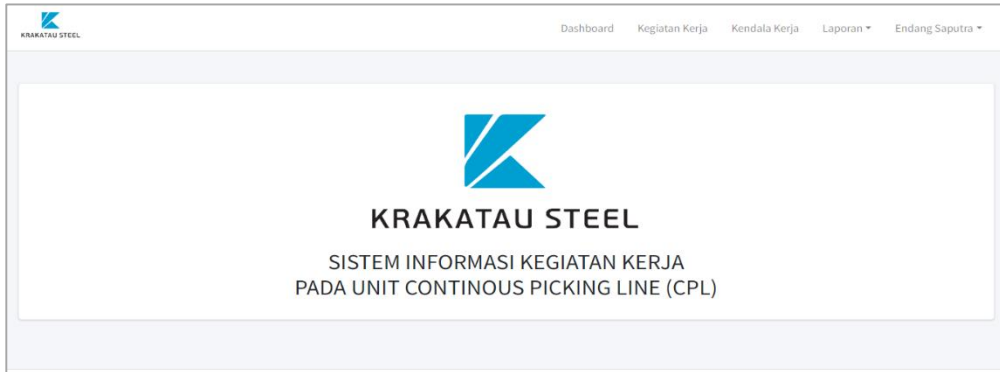 KRAKATAU STEEL
Dashboard Kegiatan Kerja Kendala Kerja Laporan Endang Saputra
KRAKATAU STEEL
SISTEM INFORMASI KEGIATAN KERJA
PADA UNIT CONTINOUS PICKING LINE (CPL)